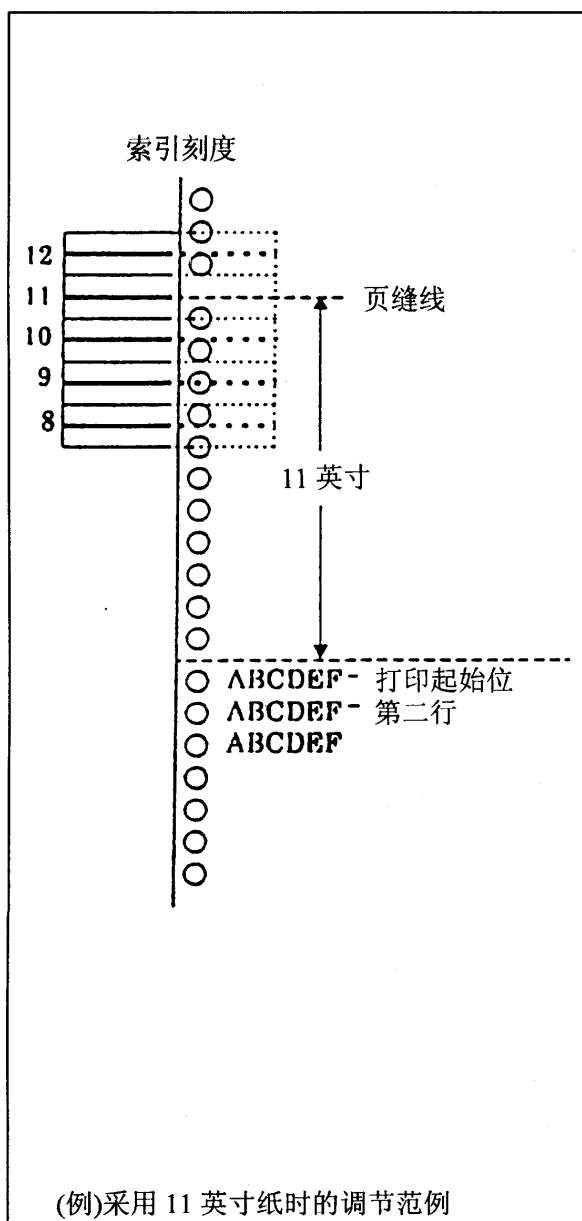 索引刻度
12
11 页缝线
10
9
8
11 英寸
ABCDEF- 打印起始位
ABCDEF- 第二行
ABCDEF
(例)采用 11 英寸纸时的调节范例